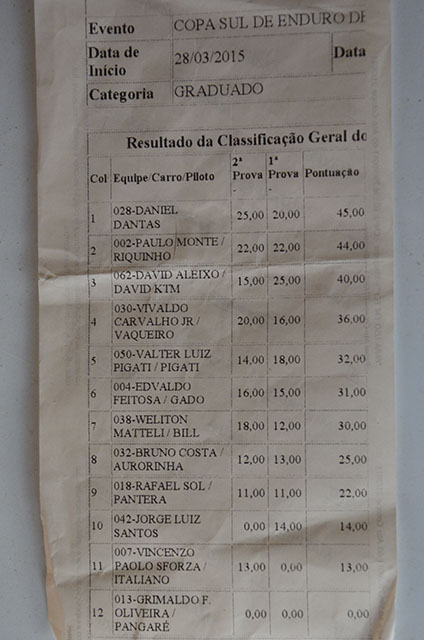 Evento COPA SUL DE ENDURO DE
Data de
Início 28/03/2015 Data
Categoria GRADUADO
Resultado da Classificação Geral do
Col Equipe/Carro/Piloto 2ª Prova - 1ª Prova - Pontuação
1 028-DANIEL
DANTAS 25,00 20,00 45,00
2 002-PAULO MONTE /
RIQUINHO 22,00 22,00 44,00
3 062-DAVID ALEIXO /
DAVID KTM 15,00 25,00 40,00
4 030-VIVALDO
CARVALHO JR /
VAQUEIRO 20,00 16,00 36,00
5 050-VALTER LUIZ
PIGATI / PIGATI 14,00 18,00 32,00
6 004-EDVALDO
FEITOSA / GADO 16,00 15,00 31,00
7 038-WELITON
MATTELI / BILL 18,00 12,00 30,00
8 032-BRUNO COSTA /
AURORINHA 12,00 13,00 25,00
9 018-RAFAEL SOL /
PANTERA 11,00 11,00 22,00
10 042-JORGE LUIZ
SANTOS 0,00 14,00 14,00
11 007-VINCENZO
PAOLO SFORZA /
ITALIANO 13,00 0,00 13,00
12 013-GRIMALDO F.
OLIVEIRA /
PANGARÉ 0,00 0,00 0,00